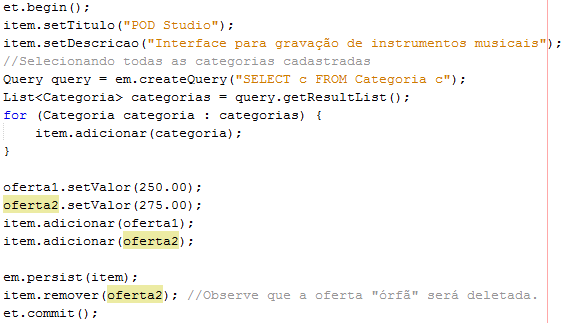 et.begin();
item.setTitulo("POD Studio");
item.setDescricao("Interface para gravação de instrumentos musicais");
//Selecionando todas as categorias cadastradas
Query query = em.createQuery("SELECT c FROM Categoria c");
List<Categoria> categorias = query.getResultList();
for (Categoria categoria : categorias) {
    item.adicionar(categoria);
}
oferta1.setValor(250.00);
oferta2.setValor(275.00);
item.adicionar(oferta1);
item.adicionar(oferta2);
em.persist(item);
item.remover(oferta2); //Observe que a oferta "órfã" será deletada.
et.commit();